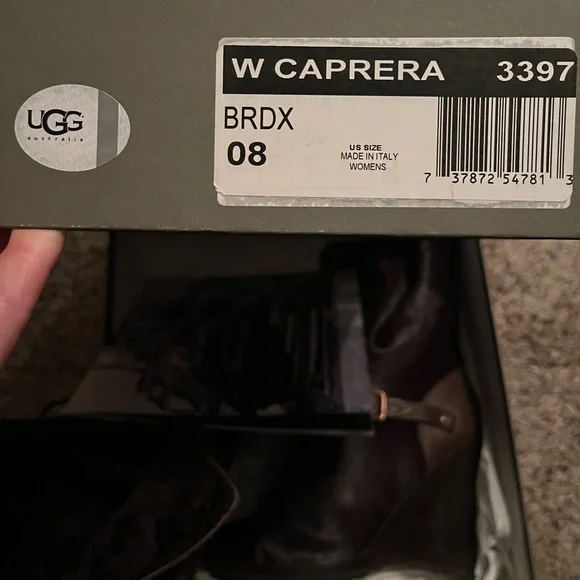 W CAPRERA 3397
UGG
australia
BRDX
08
US SIZE
MADE IN ITALY
WOMENS
7 37872 54781 3